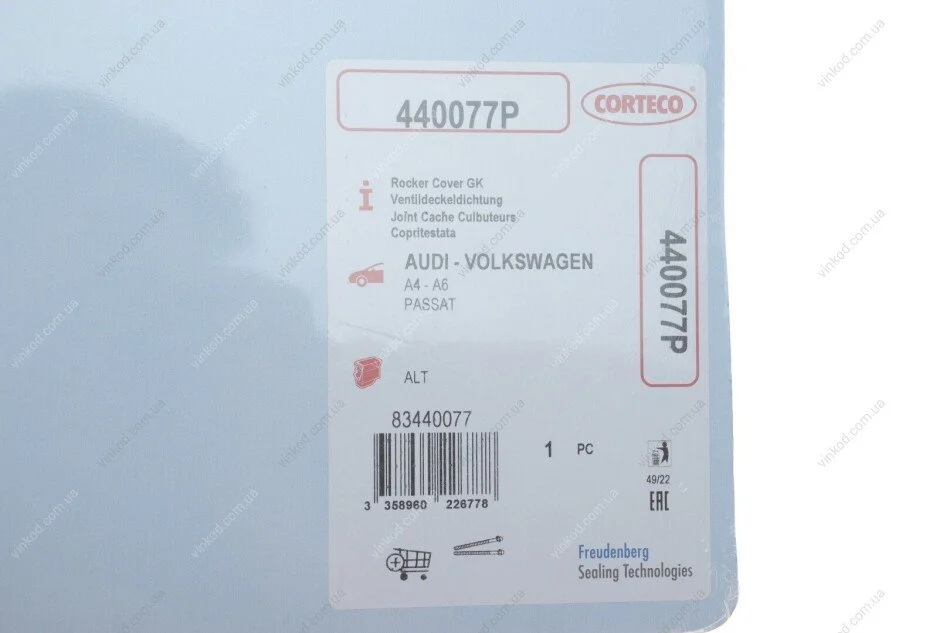 440077P
CORTECO
Rocker Cover GK
Ventildeckeldichtung
Joint Cache Culbuteurs
Copritestata
AUDI - VOLKSWAGEN
A4 - A6
PASSAT
440077P
ALT
83440077
1 PC
3 358960 226778
49/22
EAC
Freudenberg
Sealing Technologies
vinkod.com.ua